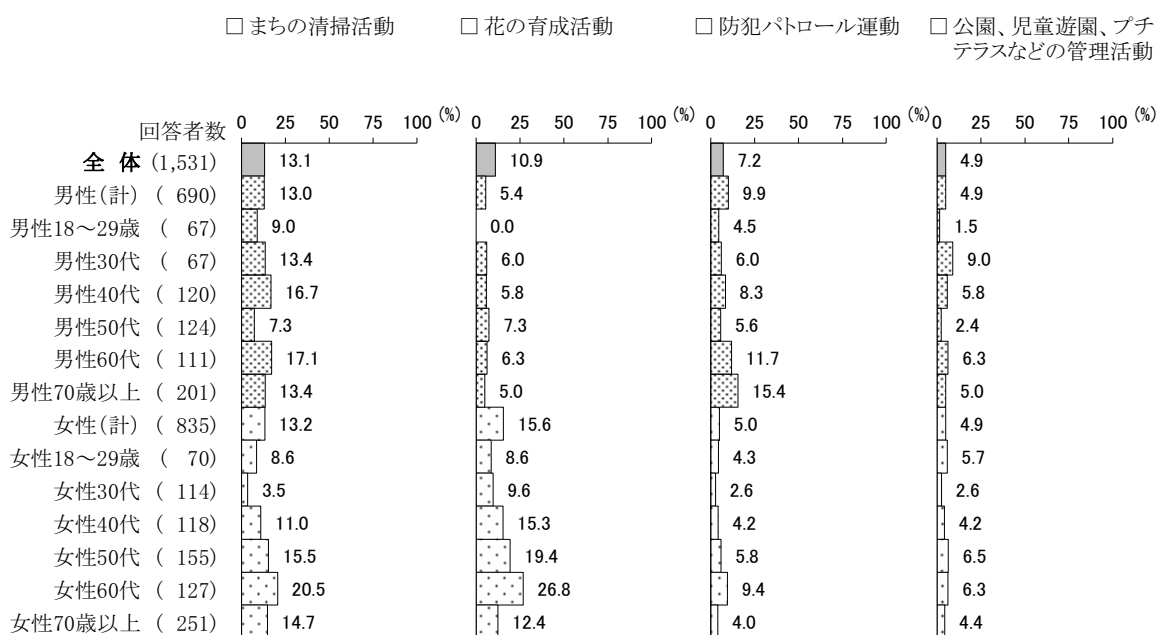 □ まちの清掃活動 □ 花の育成活動 □ 防犯パトロール運動 □ 公園、児童遊園、プチ
テラスなどの管理活動
回答者数 0 25 50 75 100 (%) 0 25 50 75 100 (%) 0 25 50 75 100 (%) 0 25 50 75 100 (%)
全 体 (1,531) 13.1 10.9 7.2 4.9
男性(計) ( 690) 13.0 5.4 9.9 4.9
男性18～29歳 ( 67) 9.0 0.0 4.5 1.5
男性30代 ( 67) 13.4 6.0 6.0 9.0
男性40代 ( 120) 16.7 5.8 8.3 5.8
男性50代 ( 124) 7.3 7.3 5.6 2.4
男性60代 ( 111) 17.1 6.3 11.7 6.3
男性70歳以上 ( 201) 13.4 5.0 15.4 5.0
女性(計) ( 835) 13.2 15.6 5.0 4.9
女性18～29歳 ( 70) 8.6 8.6 4.3 5.7
女性30代 ( 114) 3.5 9.6 2.6 2.6
女性40代 ( 118) 11.0 15.3 4.2 4.2
女性50代 ( 155) 15.5 19.4 5.8 6.5
女性60代 ( 127) 20.5 26.8 9.4 6.3
女性70歳以上 ( 251) 14.7 12.4 4.0 4.4